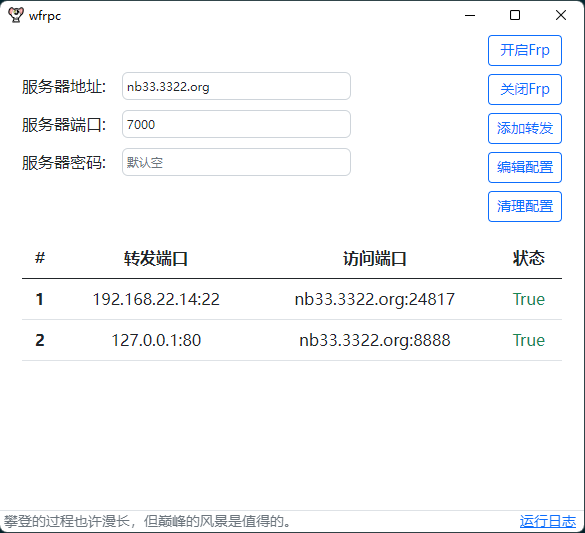 wfrpc
开启Frp
服务器地址: nb33.3322.org
关闭Frp
服务器端口: 7000
添加转发
服务器密码: 默认空
编辑配置
清理配置
# 转发端口 访问端口 状态
1 192.168.22.14:22 nb33.3322.org:24817 True
2 127.0.0.1:80 nb33.3322.org:8888 True
攀登的过程也许漫长，但巅峰的风景是值得的。 运行日志